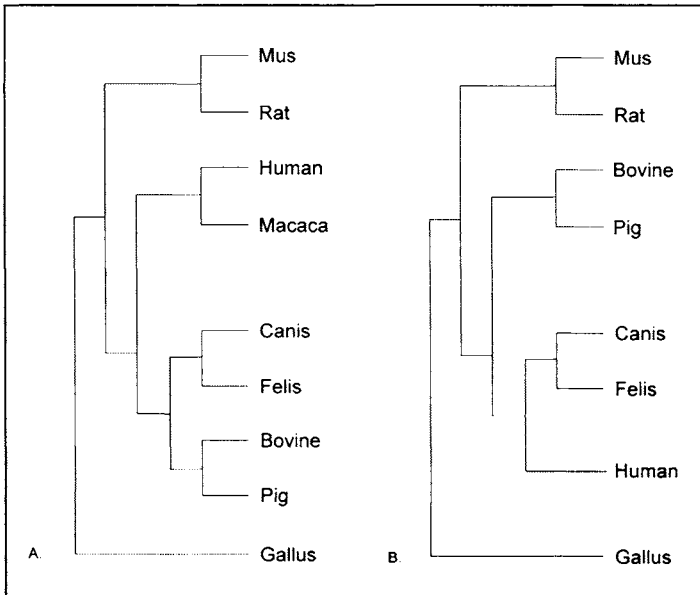 Mus
Rat
Human
Macaca
Canis
Felis
Bovine
Pig
Gallus
A.
Mus
Rat
Bovine
Pig
Canis
Felis
Human
Gallus
B.